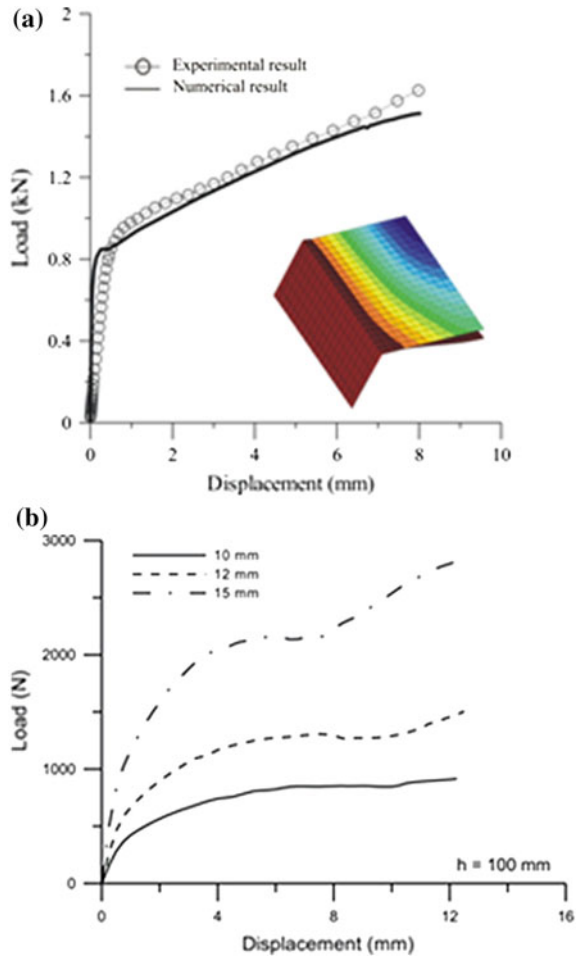 (a)
Experimental result
Numerical result
1.6
1.2
0.8
0.4
0
Load (kN)
0 2 4 6 8 10
Displacement (mm)
(b)
3000
2000
1000
0
10 mm
12 mm
15 mm
Load (N)
h = 100 mm
0 4 8 12 16
Displacement (mm)